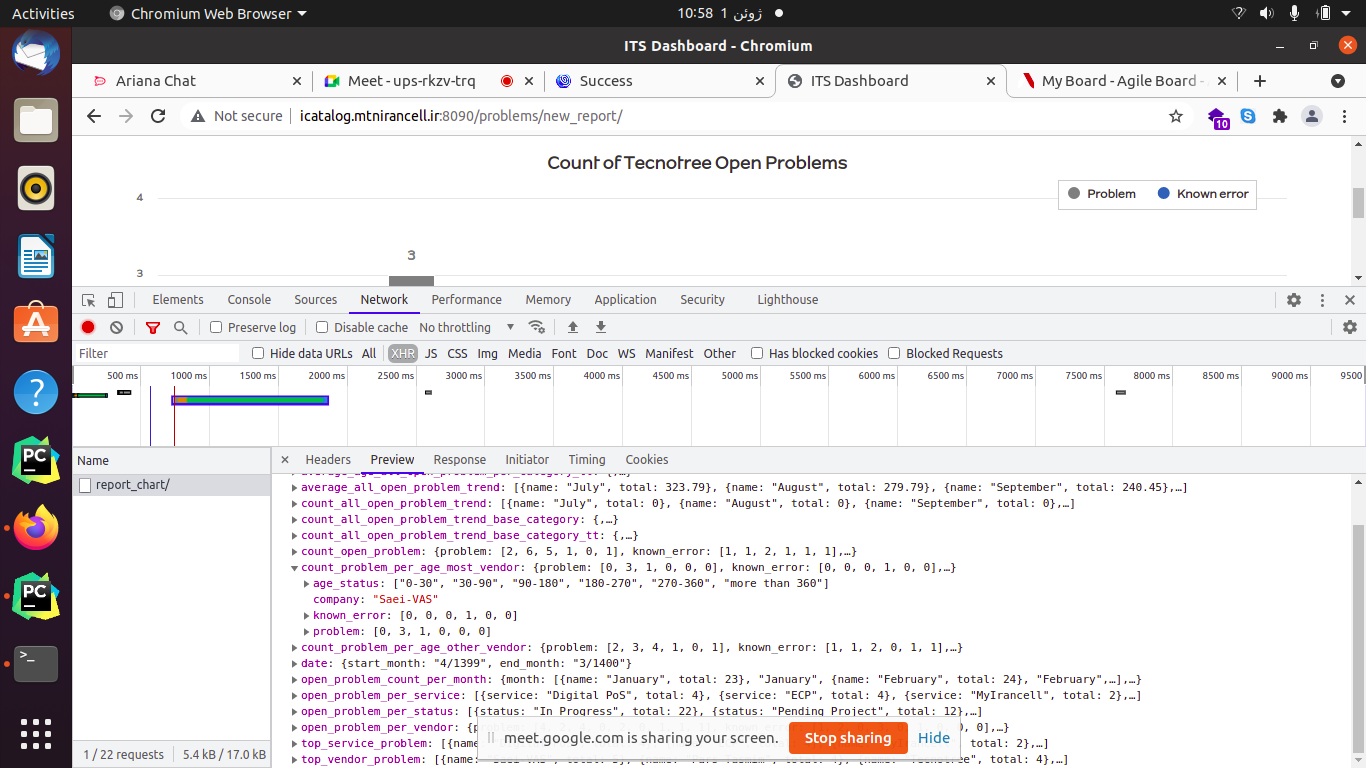 Activities Chromium Web Browser 10:58 1 ژوئن
ITS Dashboard - Chromium
Ariana Chat Meet - ups-rkzv-trq Success ITS Dashboard My Board - Agile Board -
Not secure icatalog.mtnirancell.ir:8090/problems/new_report/ 10
Count of Tecnotree Open Problems
4 Problem Known error
3
3
Elements Console Sources Network Performance Memory Application Security Lighthouse
Preserve log Disable cache No throttling
Filter Hide data URLs All XHR JS CSS Img Media Font Doc WS Manifest Other Has blocked cookies Blocked Requests
500 ms 1000 ms 1500 ms 2000 ms 2500 ms 3000 ms 3500 ms 4000 ms 4500 ms 5000 ms 5500 ms 6000 ms 6500 ms 7000 ms 7500 ms 8000 ms 8500 ms 9000 ms 9500
Name Headers Preview Response Initiator Timing Cookies
report_chart/
average_all_open_problem_trend: [{name: "July", total: 323.79}, {name: "August", total: 279.79}, {name: "September", total: 240.45},…]
count_all_open_problem_trend: [{name: "July", total: 0}, {name: "August", total: 0}, {name: "September", total: 0},…]
count_all_open_problem_trend_base_category: {,…}
count_all_open_problem_trend_base_category_tt: {,…}
count_open_problem: {problem: [2, 6, 5, 1, 0, 1], known_error: [1, 1, 2, 1, 1, 1],…}
count_problem_per_age_most_vendor: {problem: [0, 3, 1, 0, 0, 0], known_error: [0, 0, 0, 1, 0, 0],…}
age_status: ["0-30", "30-90", "90-180", "180-270", "270-360", "more than 360"]
company: "Saei-VAS"
known_error: [0, 0, 0, 1, 0, 0]
problem: [0, 3, 1, 0, 0, 0]
count_problem_per_age_other_vendor: {problem: [2, 3, 4, 1, 0, 1], known_error: [1, 1, 2, 0, 1, 1],…}
date: {start_month: "4/1399", end_month: "3/1400"}
open_problem_count_per_month: {month: [{name: "January", total: 23}, "January", {name: "February", total: 24}, "February",…],…}
open_problem_per_service: [{service: "Digital PoS", total: 4}, {service: "ECP", total: 4}, {service: "MyIrancell", total: 2},…]
open_problem_per_status: [{status: "In Progress", total: 22}, {status: "Pending Project", total: 12},…]
open_problem_per_vendor: 0, 0],…}
top_service_problem: [{name total: 2},…]
top_vendor_problem:
meet.google.com is sharing your screen. Stop sharing Hide
1 / 22 requests 5.4 kB / 17.0 kB